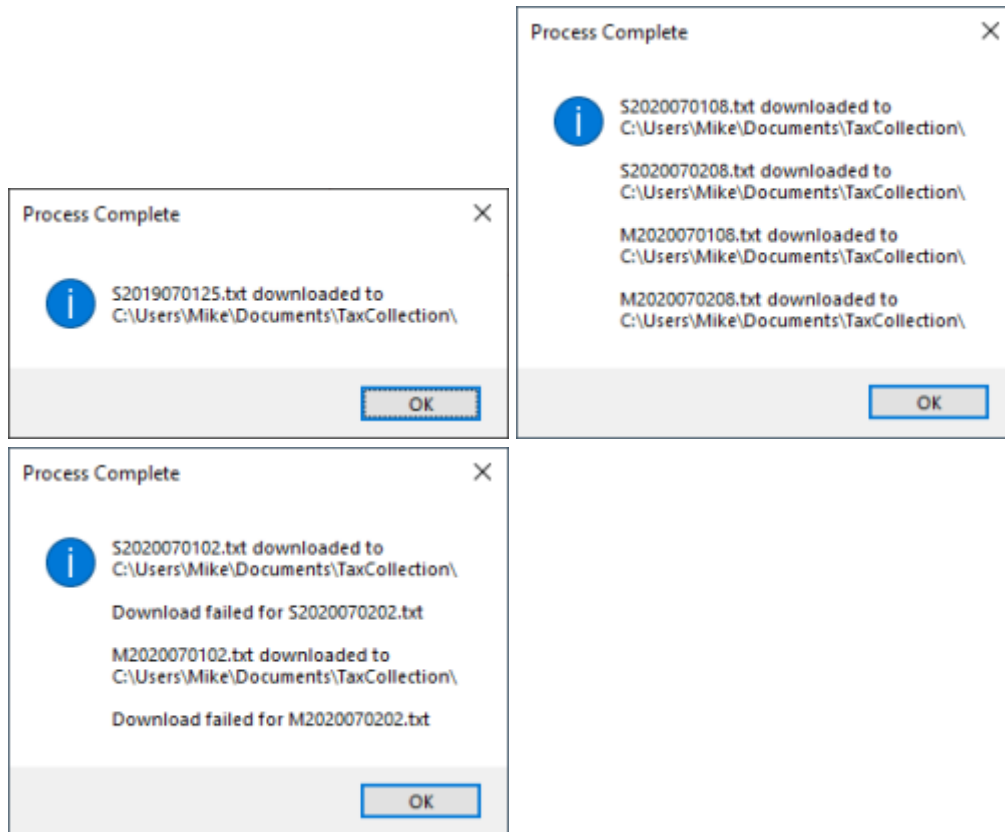 Process Complete
S2019070125.txt downloaded to
C:\Users\Mike\Documents\TaxCollection\
OK
Process Complete
S2020070108.txt downloaded to
C:\Users\Mike\Documents\TaxCollection\
S2020070208.txt downloaded to
C:\Users\Mike\Documents\TaxCollection\
M2020070108.txt downloaded to
C:\Users\Mike\Documents\TaxCollection\
M2020070208.txt downloaded to
C:\Users\Mike\Documents\TaxCollection\
OK
Process Complete
S2020070102.txt downloaded to
C:\Users\Mike\Documents\TaxCollection\
Download failed for S2020070202.txt
M2020070102.txt downloaded to
C:\Users\Mike\Documents\TaxCollection\
Download failed for M2020070202.txt
OK